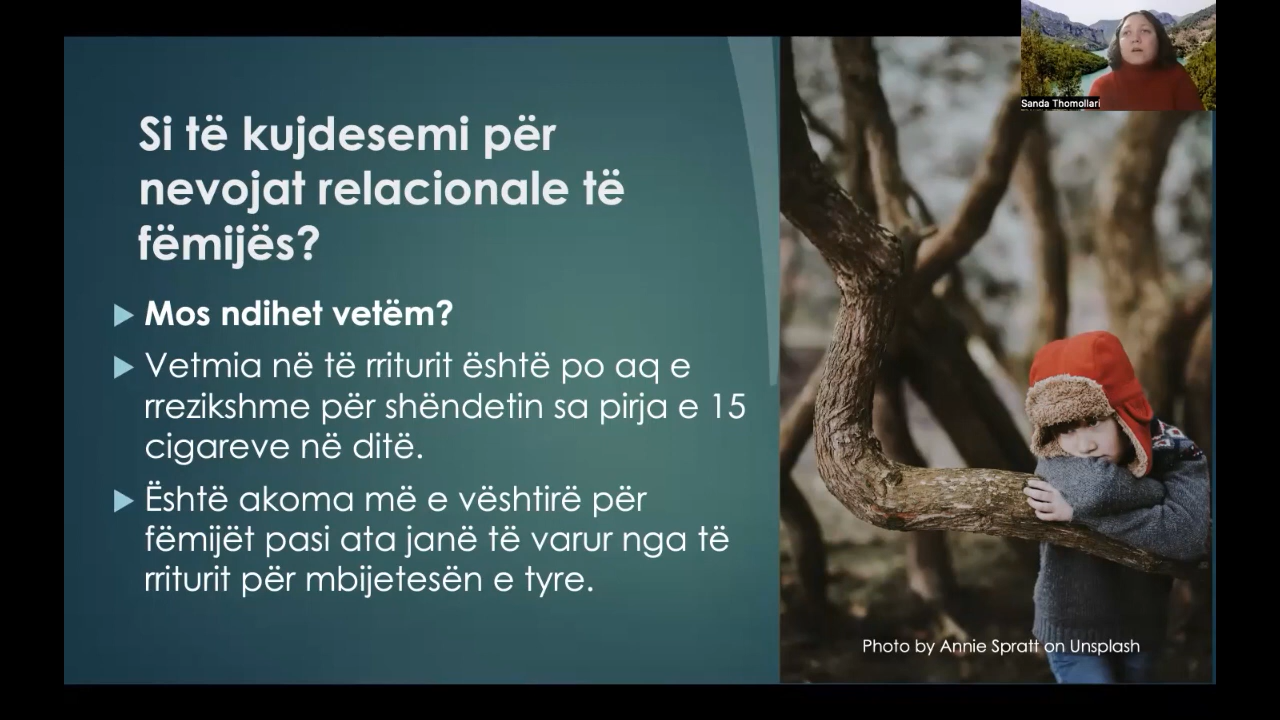 Sanda Thomollari
Si të kujdesemi për
nevojat relacionale të
fëmijës?
Mos ndihet vetëm?
Vetmia në të rriturit është po aq e
rrezikshme për shëndetin sa pirja e 15
cigareve në ditë.
Është akoma më e vështirë për
fëmijët pasi ata janë të varur nga të
rriturit për mbijetesën e tyre.
Photo by Annie Spratt on Unsplash